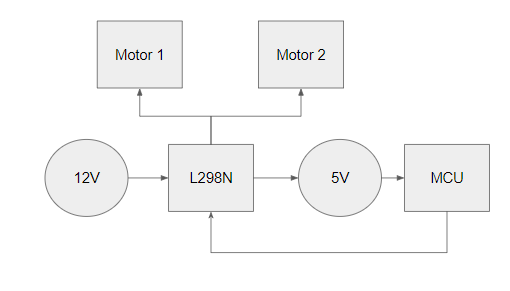 Motor 1
Motor 2
12V
L298N
5V
MCU